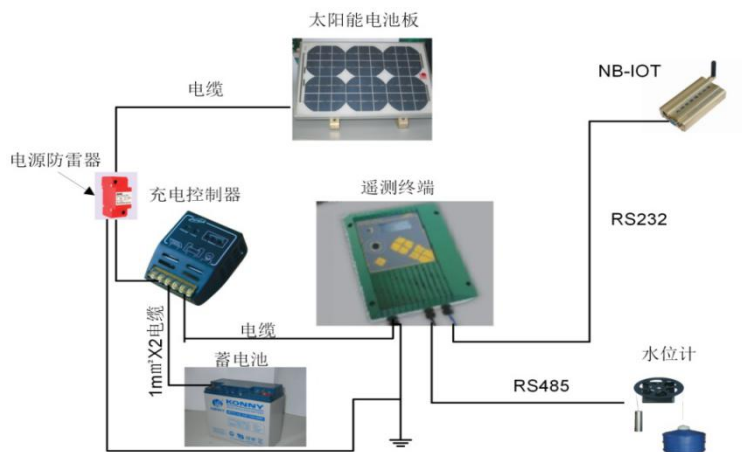 太阳能电池板
NB-IOT
电缆
电源防雷器
充电控制器
遥测终端
RS232
1m㎡X2电缆
电缆
蓄电池
KONNY
RS485
水位计